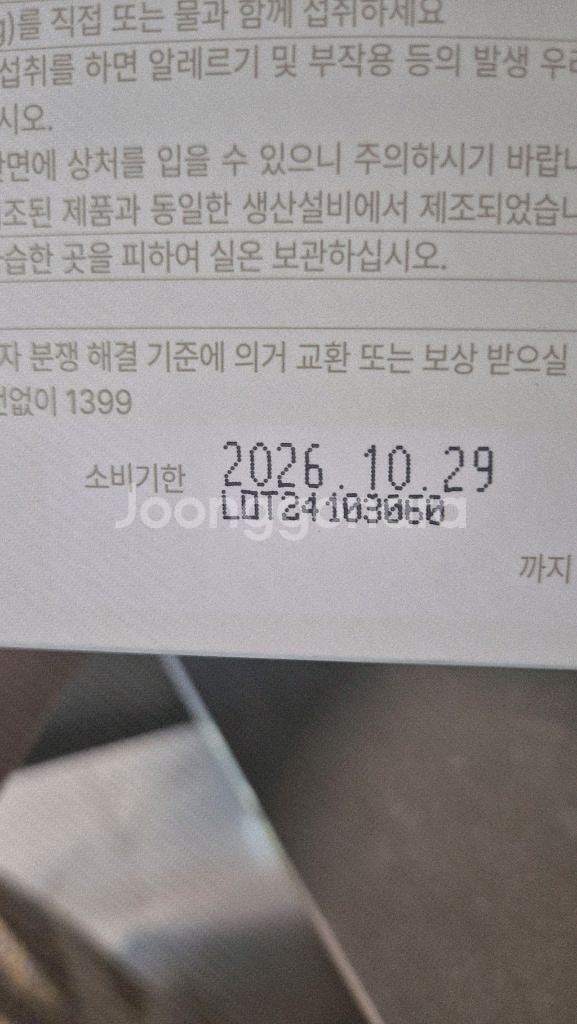 g)를 직접 또는 물과 함께 섭취하세요
섭취를 하면 알레르기 및 부작용 등의 발생 우려
시오.
단면에 상처를 입을 수 있으니 주의하시기 바랍니
조된 제품과 동일한 생산설비에서 제조되었습니
습한 곳을 피하여 실온 보관하십시오.
자 분쟁 해결 기준에 의거 교환 또는 보상 받으실
번없이 1399
소비기한 2026.10.29
LOT24103060
Joonggonara
까지